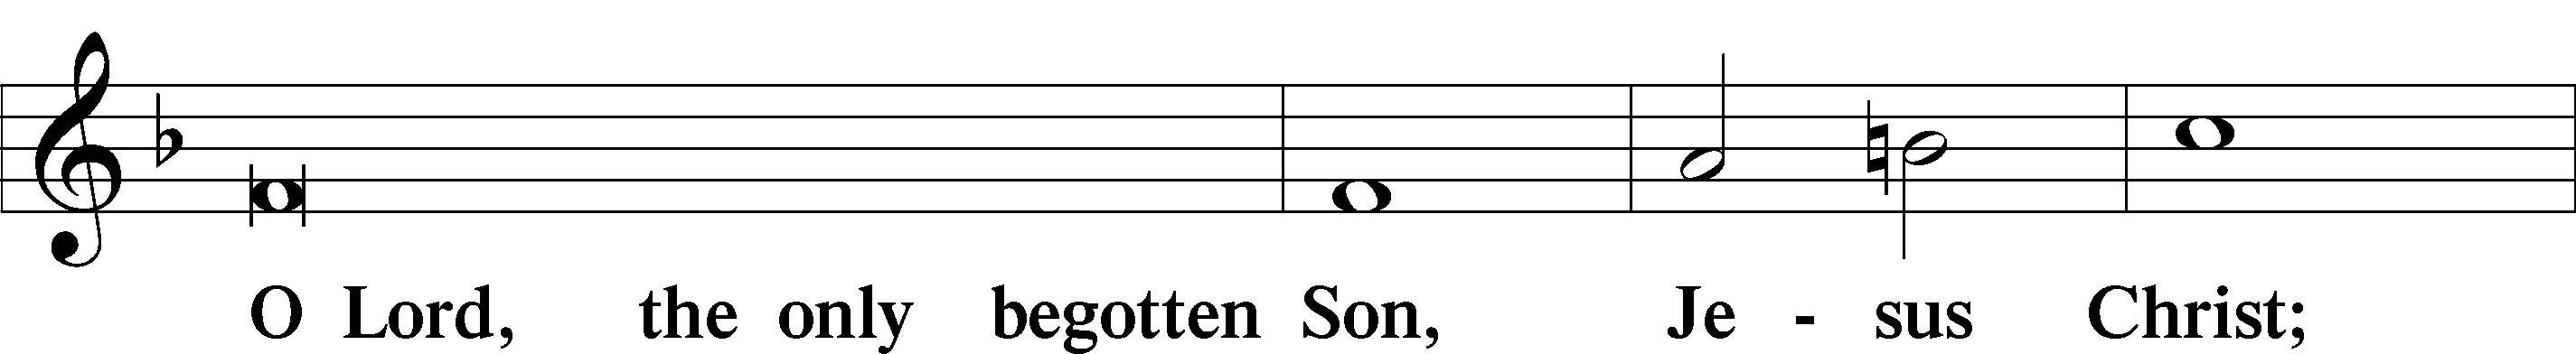 O Lord, the only begotten Son, Je - sus Christ;